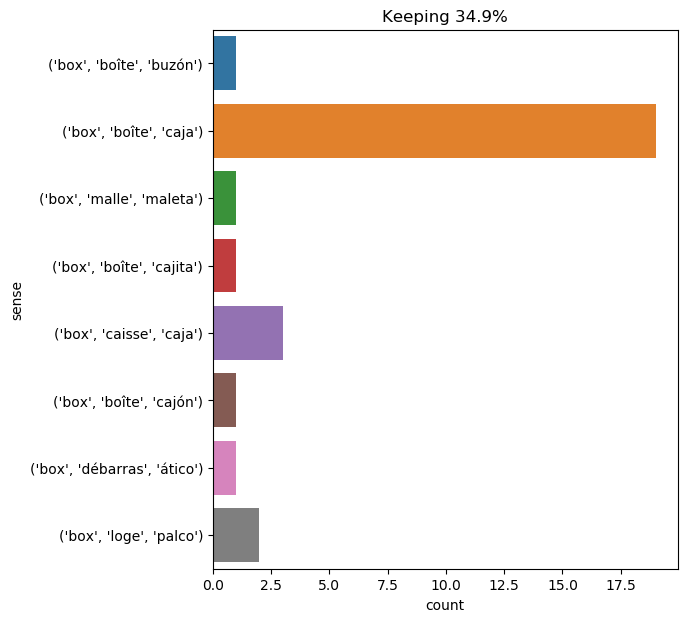 Keeping 34.9%
('box', 'boîte', 'buzón')
('box', 'boîte', 'caja')
('box', 'malle', 'maleta')
('box', 'boîte', 'cajita')
('box', 'caisse', 'caja')
('box', 'boîte', 'cajón')
('box', 'débarras', 'ático')
('box', 'loge', 'palco')
sense
0.0 2.5 5.0 7.5 10.0 12.5 15.0 17.5
count